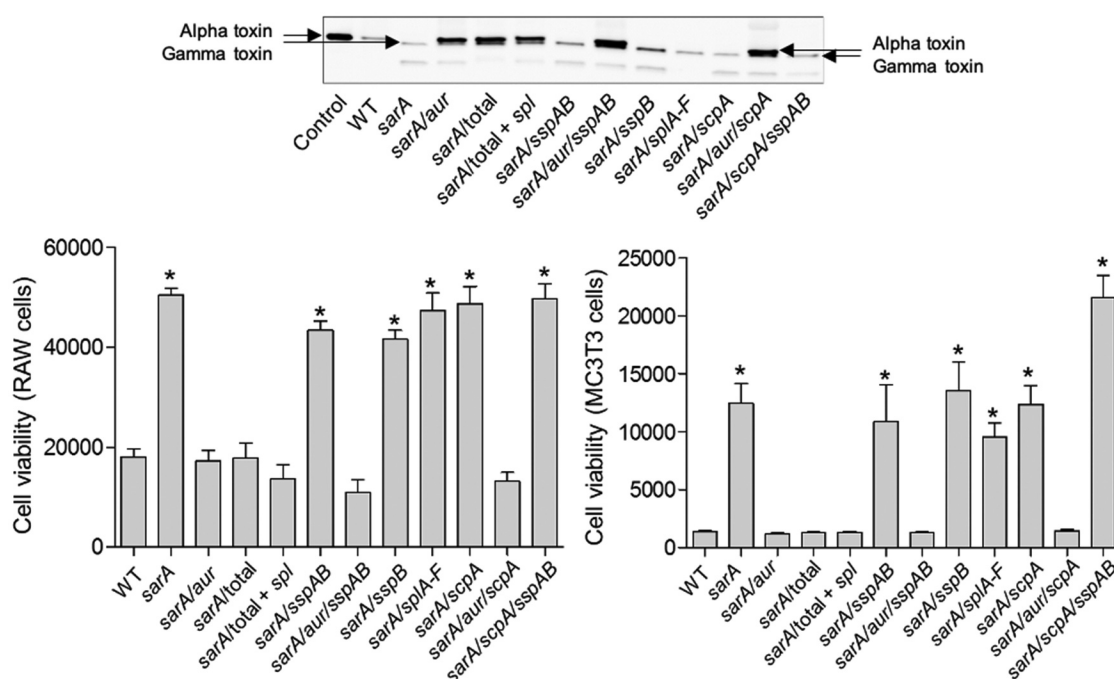 Alpha toxin
Gamma toxin
Alpha toxin
Gamma toxin
Control
WT
sarA
sarA/aur
sarA/total
sarA/total + spl
sarA/sspAB
sarA/aur/sspAB
sarA/sspB
sarA/splA-F
sarA/scpA
sarA/aur/scpA
sarA/scpA/sspAB
Cell viability (RAW cells)
60000
40000
20000
0
* * * * * *
WT
sarA
sarA/aur
sarA/total
sarA/total + spl
sarA/sspAB
sarA/aur/sspAB
sarA/sspB
sarA/splA-F
sarA/scpA
sarA/aur/scpA
sarA/scpA/sspAB
Cell viability (MC3T3 cells)
25000
20000
15000
10000
5000
0
* * * * * *
WT
sarA
sarA/aur
sarA/total
sarA/total + spl
sarA/sspAB
sarA/aur/sspAB
sarA/sspB
sarA/splA-F
sarA/scpA
sarA/aur/scpA
sarA/scpA/sspAB